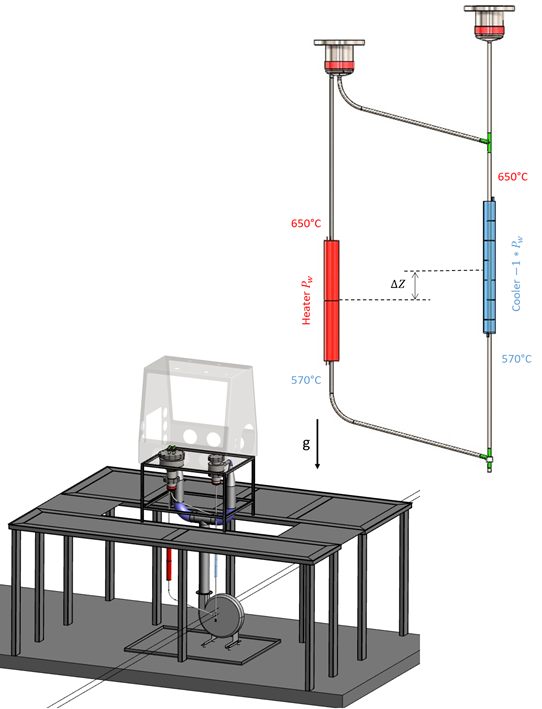 650°C
650°C
ΔZ
Heater P_w
Cooler −1 * P_w
570°C
570°C
g